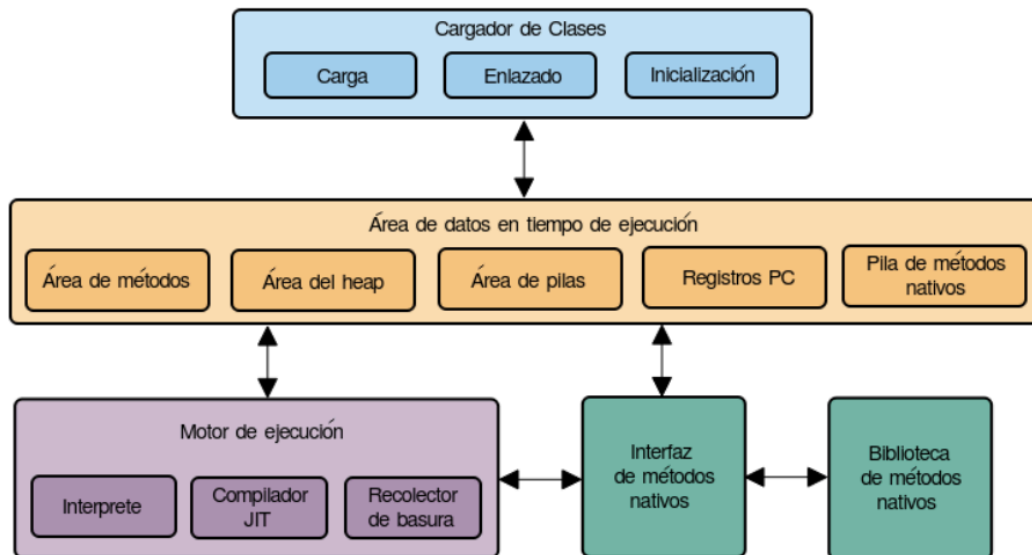 Cargador de Clases
Carga
Enlazado
Inicialización
Área de datos en tiempo de ejecución
Área de métodos
Área del heap
Área de pilas
Registros PC
Pila de métodos
nativos
Motor de ejecución
Interprete
Compilador
JIT
Recolector
de basura
Interfaz
de métodos
nativos
Biblioteca
de métodos
nativos